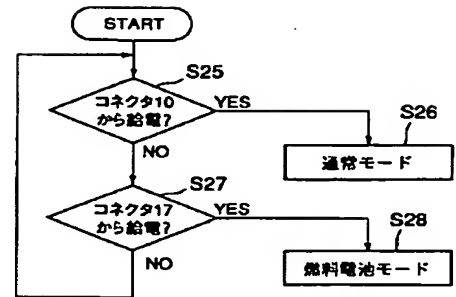 START
S25
コネクタ10
から給電?
YES
S26
通常モード
NO
S27
コネクタ17
から給電?
YES
S28
燃料電池モード
NO